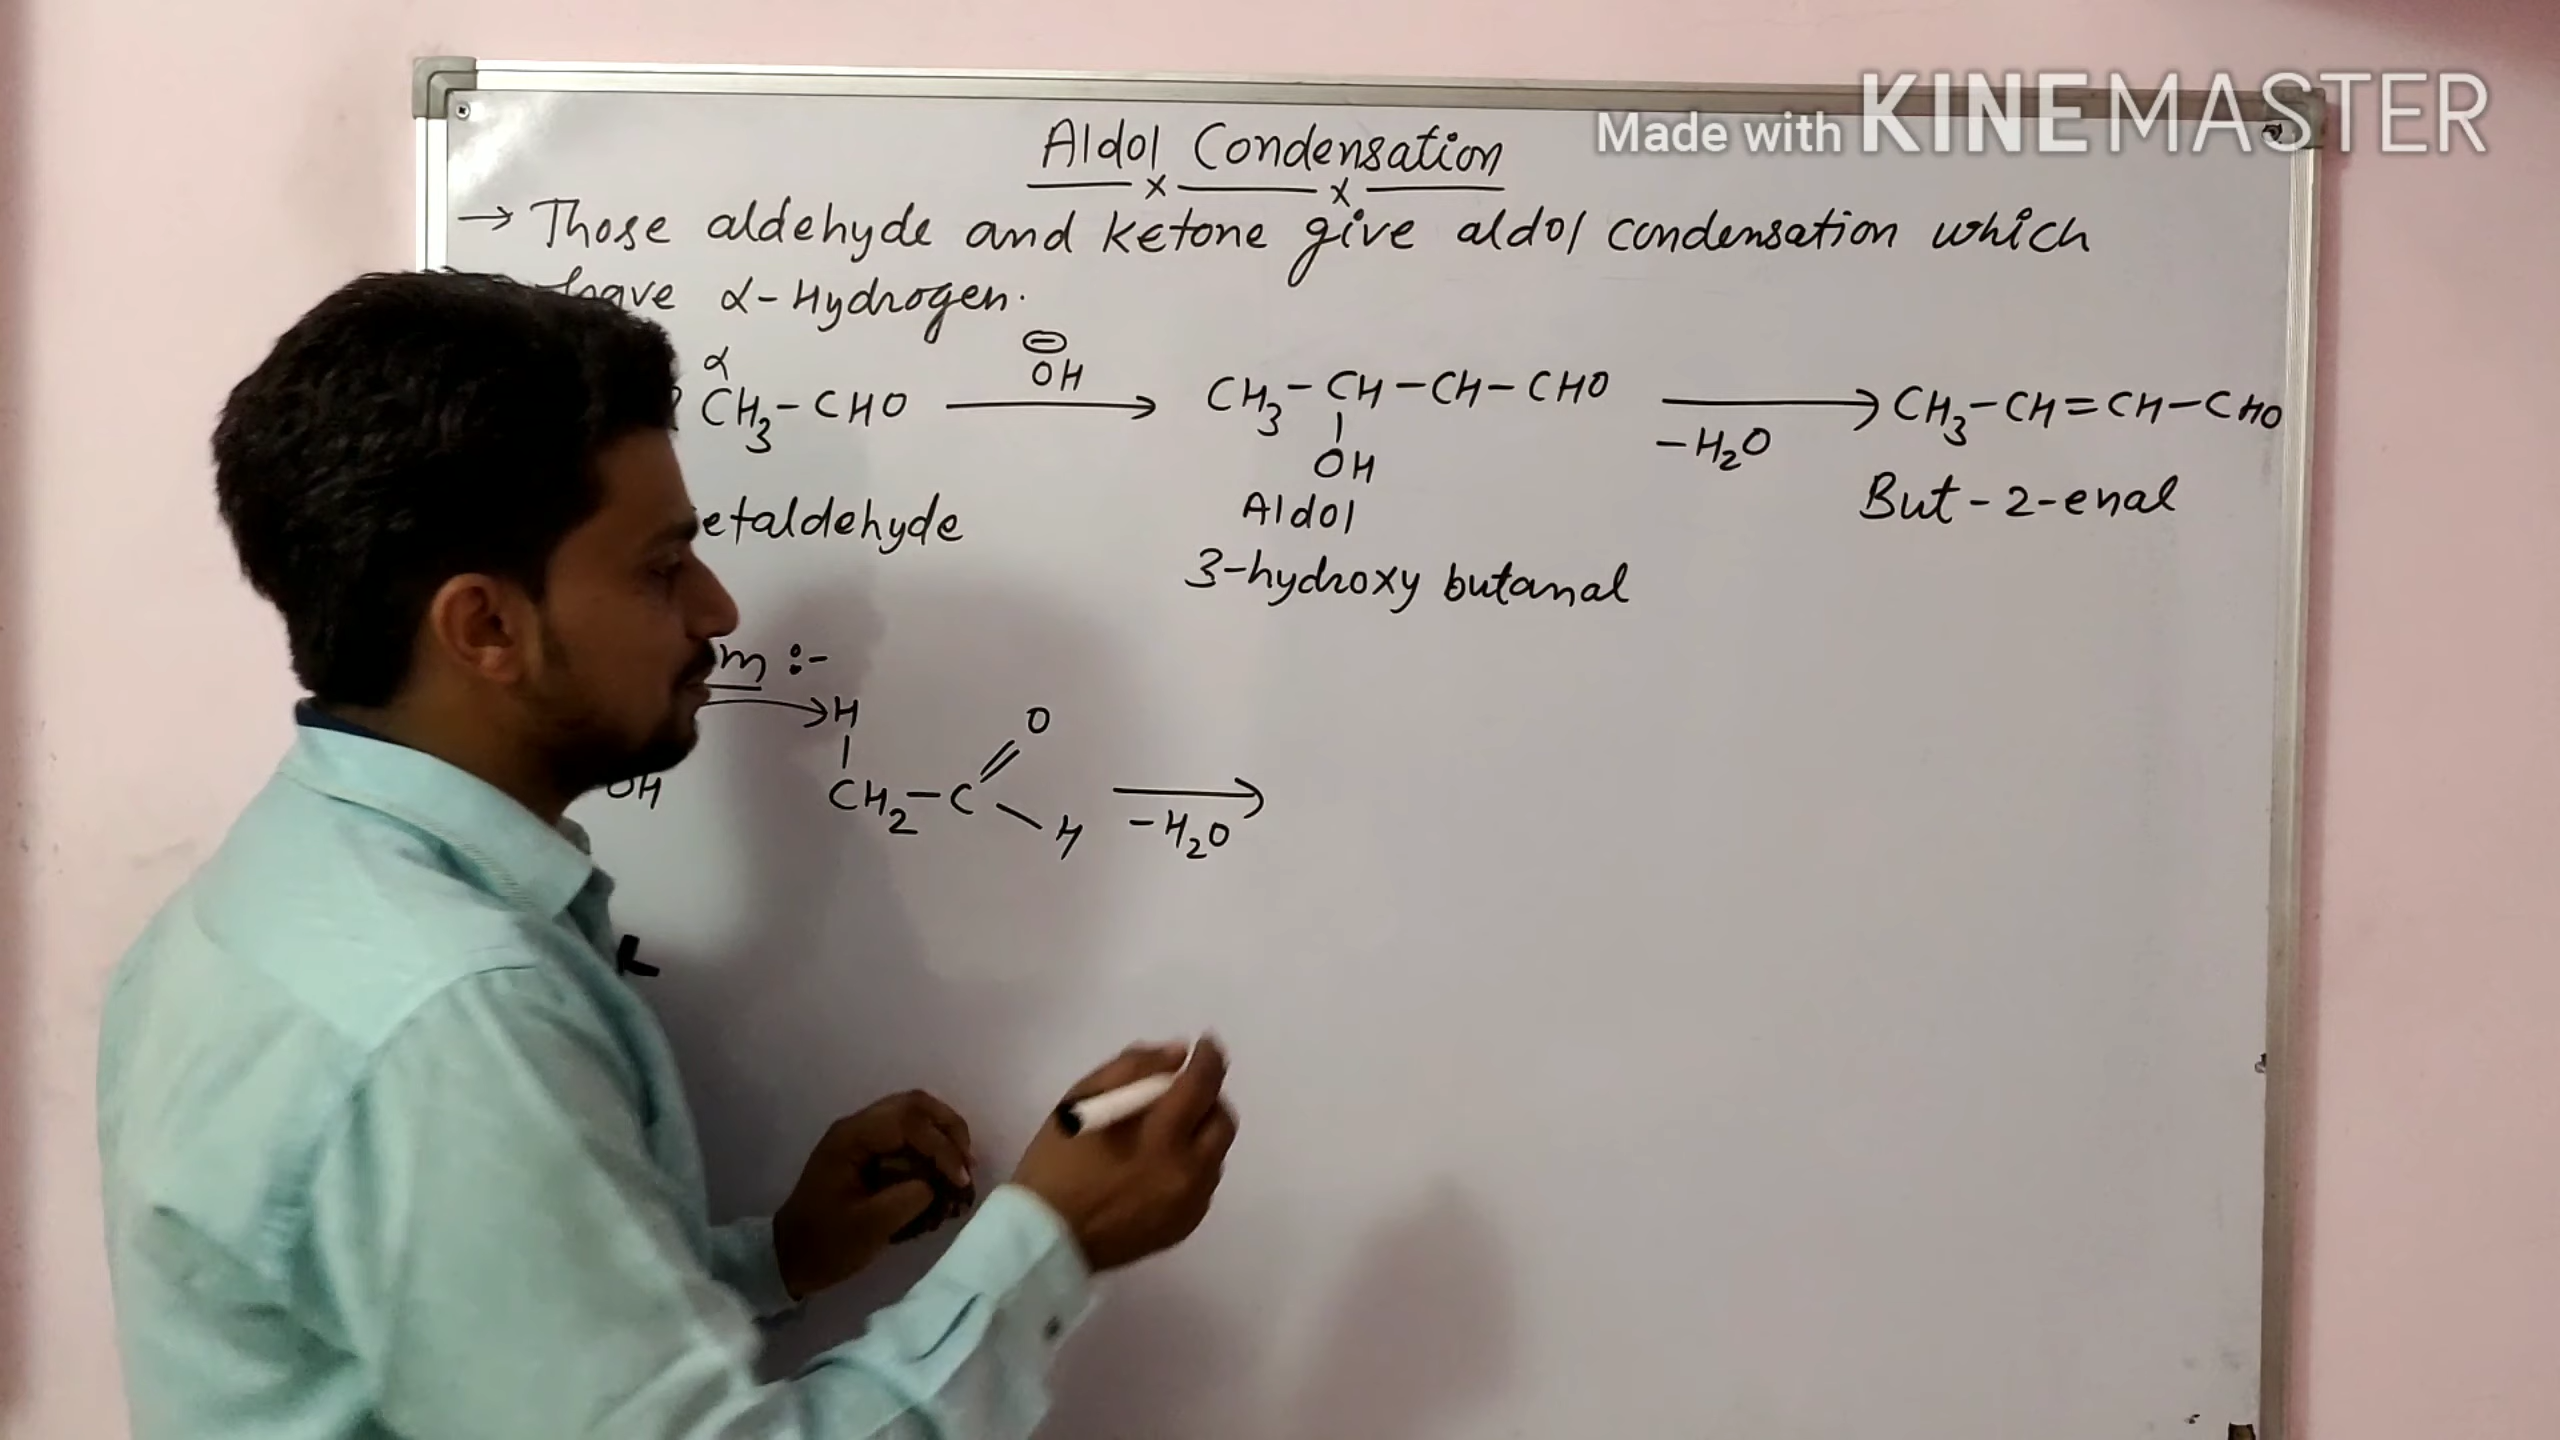 Made with KINEMASTER
Aldol Condensation
→ Those aldehyde and ketone give aldol condensation which
have α-Hydrogen.
α
CH3-CHO ⊖OH → CH3-CH-CH-CHO -H2O → CH3-CH=CH-CHO
OH
etaldehyde
Aldol
But-2-enal
3-hydroxy butanal
m :-
→ H
O
OH CH2-C -H2O →
H